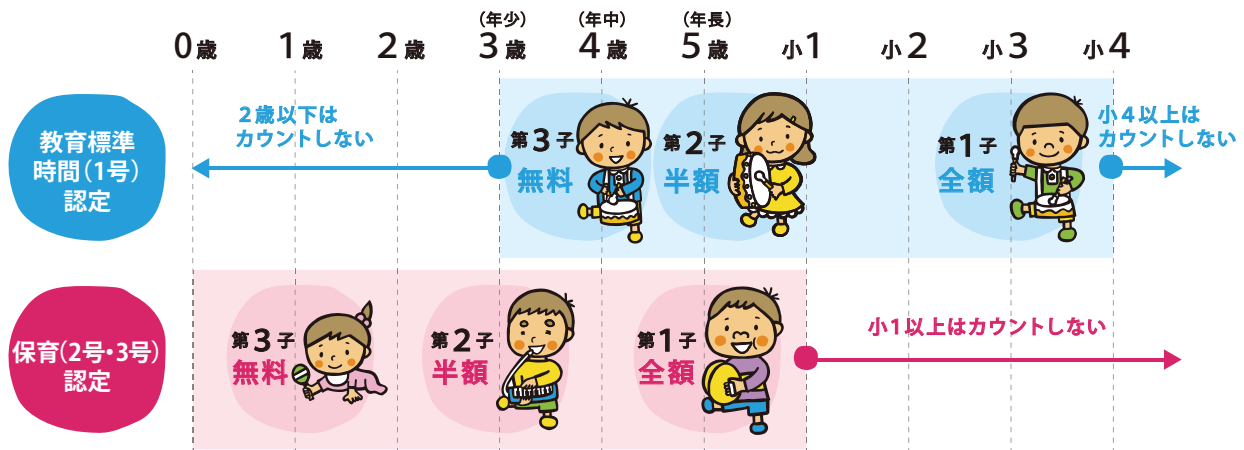 (年少) (年中) (年長)
0歳 1歳 2歳 3歳 4歳 5歳 小1 小2 小3 小4
教育標準
時間(1号)
認定
2歳以下は
カウントしない
第3子
無料
第2子
半額
第1子
全額
小4以上は
カウントしない
保育(2号・3号)
認定
第3子
無料
第2子
半額
第1子
全額
小1以上はカウントしない